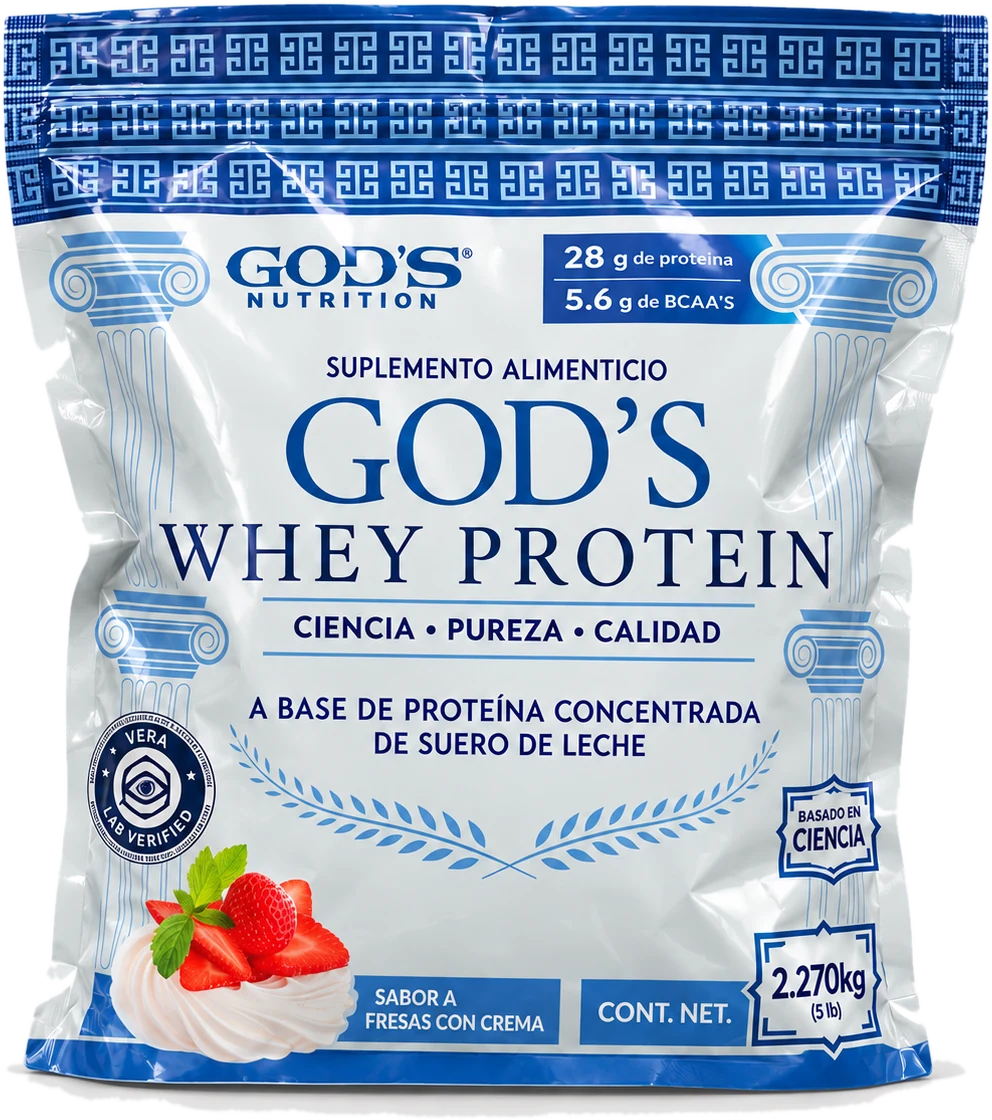 GOD'S®
NUTRITION
28 g de proteina
5.6 g de BCAA'S
SUPLEMENTO ALIMENTICIO
GOD'S
WHEY PROTEIN
CIENCIA • PUREZA • CALIDAD
A BASE DE PROTEÍNA CONCENTRADA
DE SUERO DE LECHE
VERA
LAB VERIFIED
BASADO EN
CIENCIA
SABOR A
FRESAS CON CREMA
CONT. NET.
2.270kg
(5 lb)